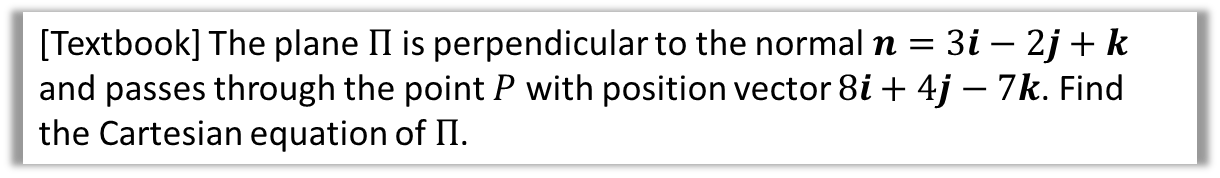 [Textbook] The plane Π is perpendicular to the normal 𝒏 = 3𝒊 − 2𝒋 + 𝒌
and passes through the point 𝑃 with position vector 8𝒊 + 4𝒋 − 7𝒌. Find
the Cartesian equation of Π.